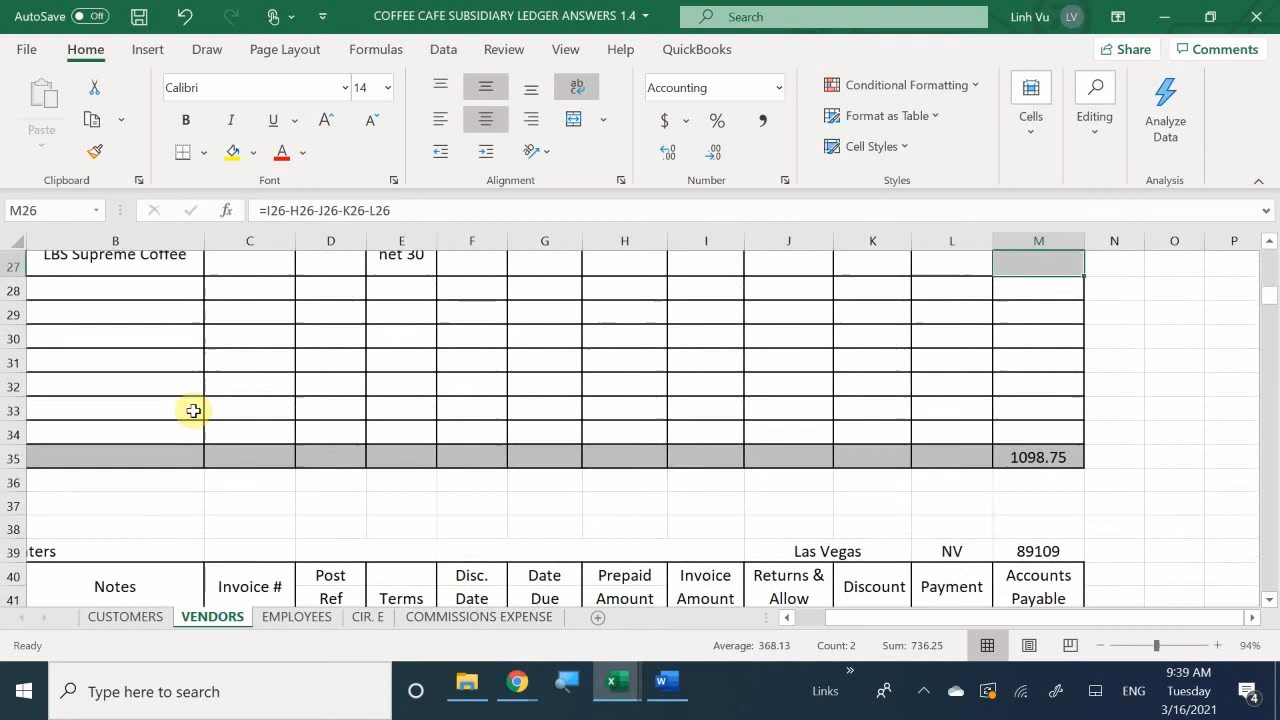 AutoSave Off COFFEE CAFE SUBSIDIARY LEDGER ANSWERS 1.4 Search Linh Vu LV
File Home Insert Draw Page Layout Formulas Data Review View Help QuickBooks Share Comments
Calibri 14 Accounting Conditional Formatting
Paste B I U A A $ % , Format as Table Cells Editing Analyze Data
A ab Cell Styles
Clipboard Font Alignment Number Styles Analysis
M26 fx =I26-H26-J26-K26-L26
B C D E F G H I J K L M N O P
27 LBS Supreme Coffee net 30
28
29
30
31
32
33
34
35 1098.75
36
37
38
39 nters Las Vegas NV 89109
40 Notes Invoice # Post Disc. Date Prepaid Invoice Returns & Discount Payment Accounts
41 Ref Terms Date Due Amount Amount Allow Payable
CUSTOMERS VENDORS EMPLOYEES CIR. E COMMISSIONS EXPENSE
Ready Average: 368.13 Count: 2 Sum: 736.25 94%
Type here to search Links ENG 9:39 AM
Tuesday
3/16/2021 4